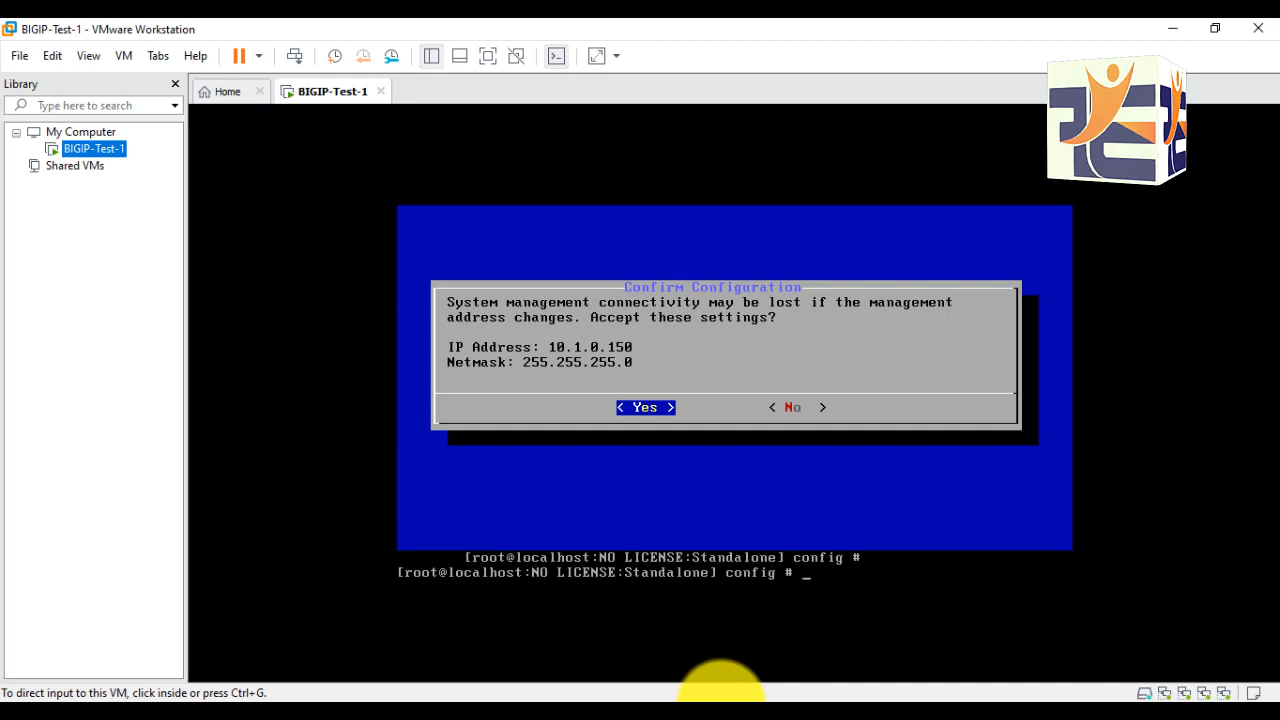 BIGIP-Test-1 - VMware Workstation
File Edit View VM Tabs Help
Library
Type here to search
Home
BIGIP-Test-1
My Computer
BIGIP-Test-1
Shared VMs
Confirm Configuration
System management connectivity may be lost if the management
address changes. Accept these settings?
IP Address: 10.1.0.150
Netmask: 255.255.255.0
< Yes > < No >
[root@localhost:NO LICENSE:Standalone] config #
[root@localhost:NO LICENSE:Standalone] config # _
To direct input to this VM, click inside or press Ctrl+G.